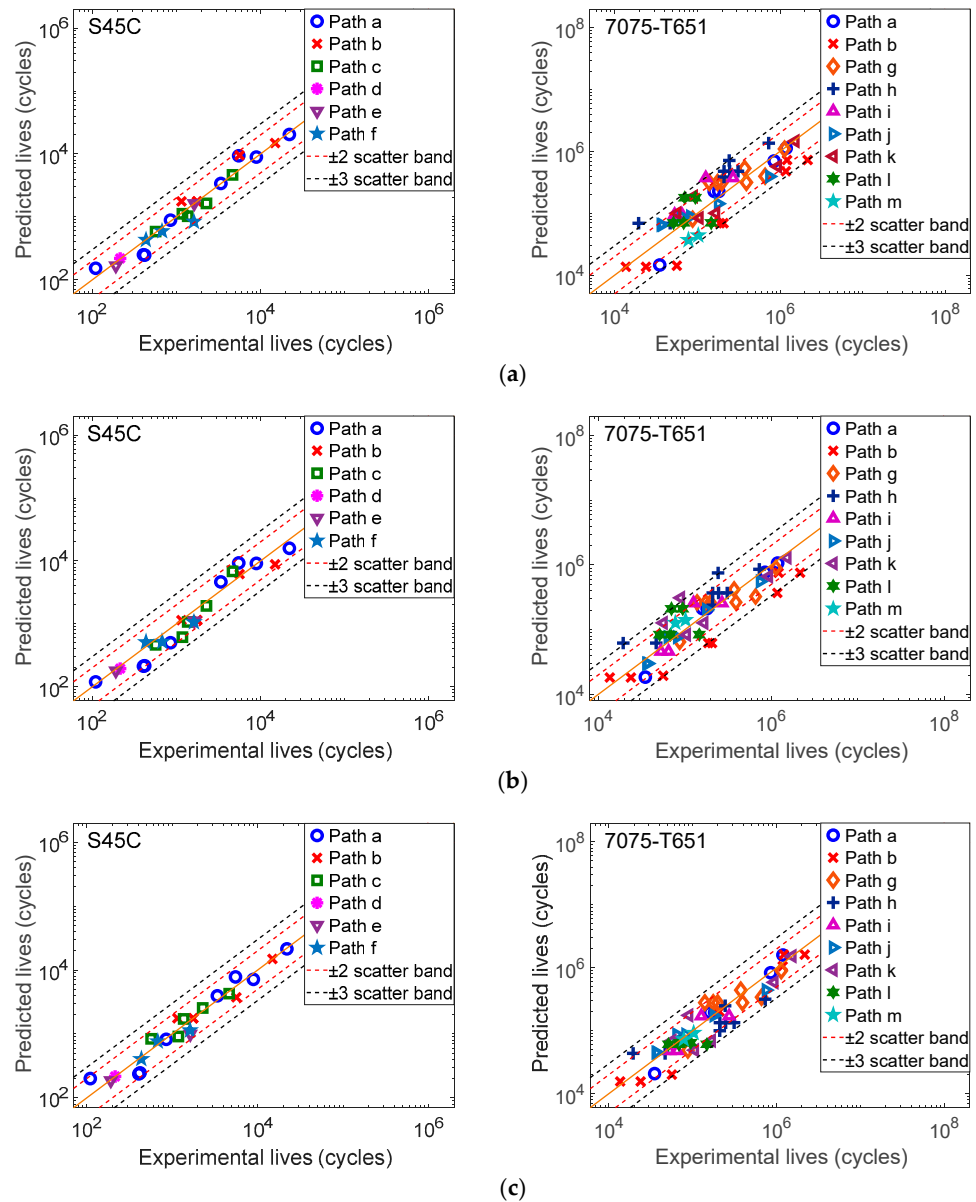 S45C
Predicted lives (cycles)
10^6
10^4
10^2
10^2
10^4
10^6
Experimental lives (cycles)
Path a
Path b
Path c
Path d
Path e
Path f
±2 scatter band
±3 scatter band
7075-T651
Predicted lives (cycles)
10^8
10^6
10^4
10^4
10^6
10^8
Experimental lives (cycles)
Path a
Path b
Path g
Path h
Path i
Path j
Path k
Path l
Path m
±2 scatter band
±3 scatter band
(a)
S45C
Predicted lives (cycles)
10^6
10^4
10^2
10^2
10^4
10^6
Experimental lives (cycles)
Path a
Path b
Path c
Path d
Path e
Path f
±2 scatter band
±3 scatter band
7075-T651
Predicted lives (cycles)
10^8
10^6
10^4
10^4
10^6
10^8
Experimental lives (cycles)
Path a
Path b
Path g
Path h
Path i
Path j
Path k
Path l
Path m
±2 scatter band
±3 scatter band
(b)
S45C
Predicted lives (cycles)
10^6
10^4
10^2
10^2
10^4
10^6
Experimental lives (cycles)
Path a
Path b
Path c
Path d
Path e
Path f
±2 scatter band
±3 scatter band
7075-T651
Predicted lives (cycles)
10^8
10^6
10^4
10^4
10^6
10^8
Experimental lives (cycles)
Path a
Path b
Path g
Path h
Path i
Path j
Path k
Path l
Path m
±2 scatter band
±3 scatter band
(c)